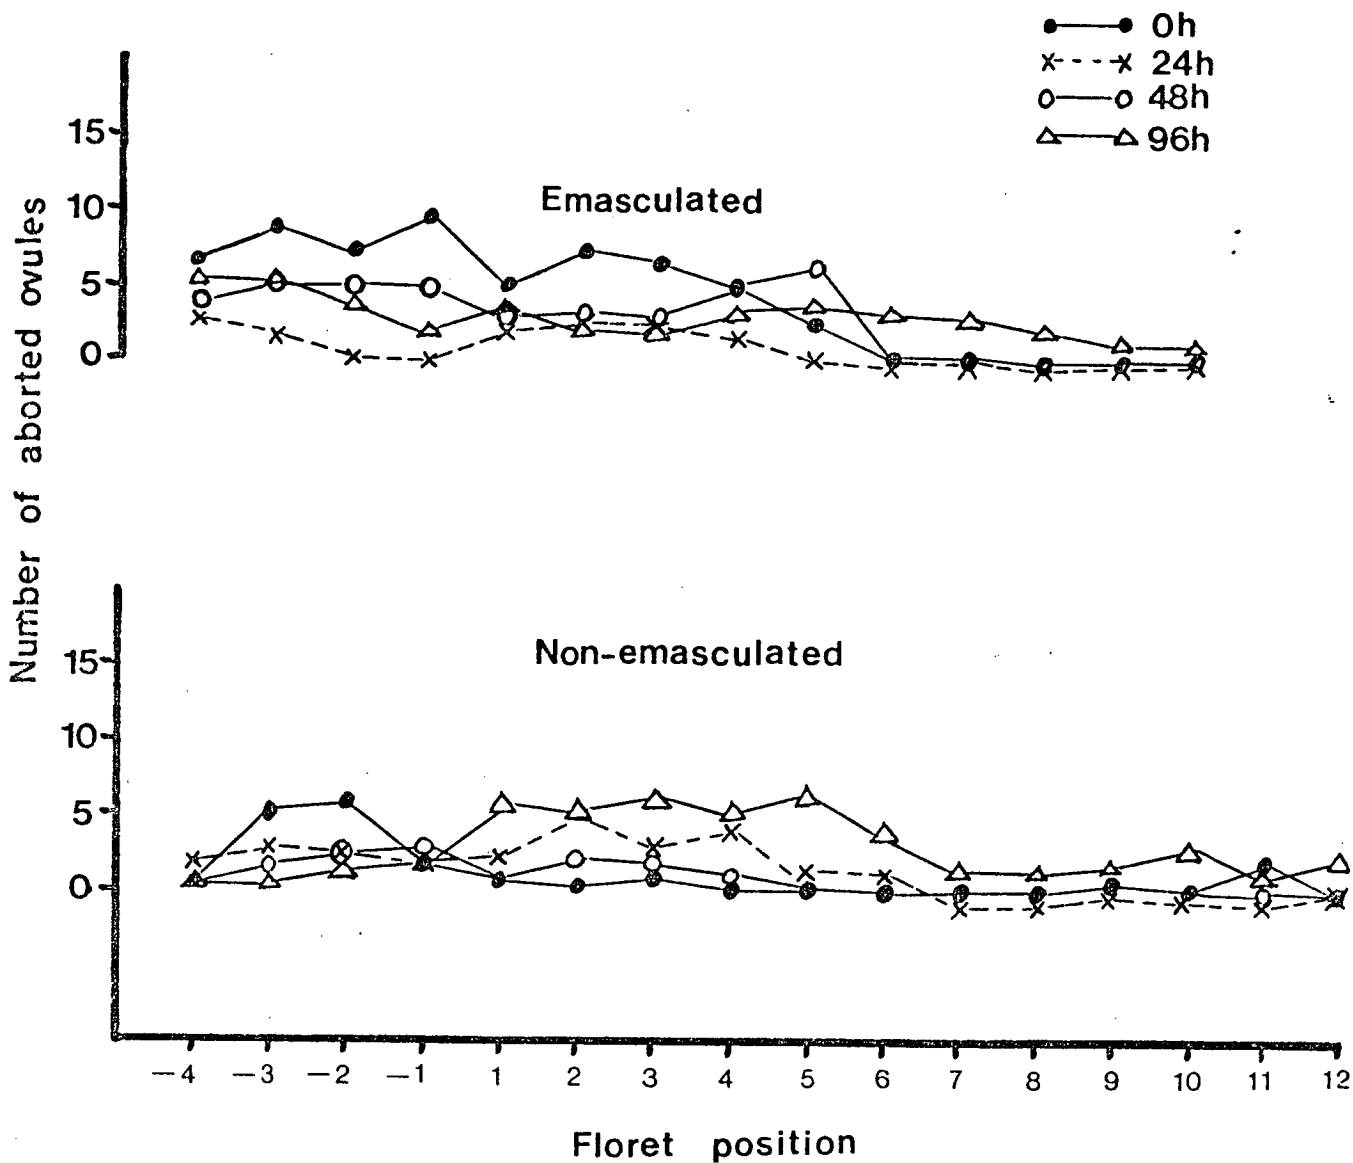 0h
24h
48h
96h
Number of aborted ovules
15
10
5
0
Emasculated
15
10
5
0
Non-emasculated
-4 -3 -2 -1 1 2 3 4 5 6 7 8 9 10 11 12
Floret position